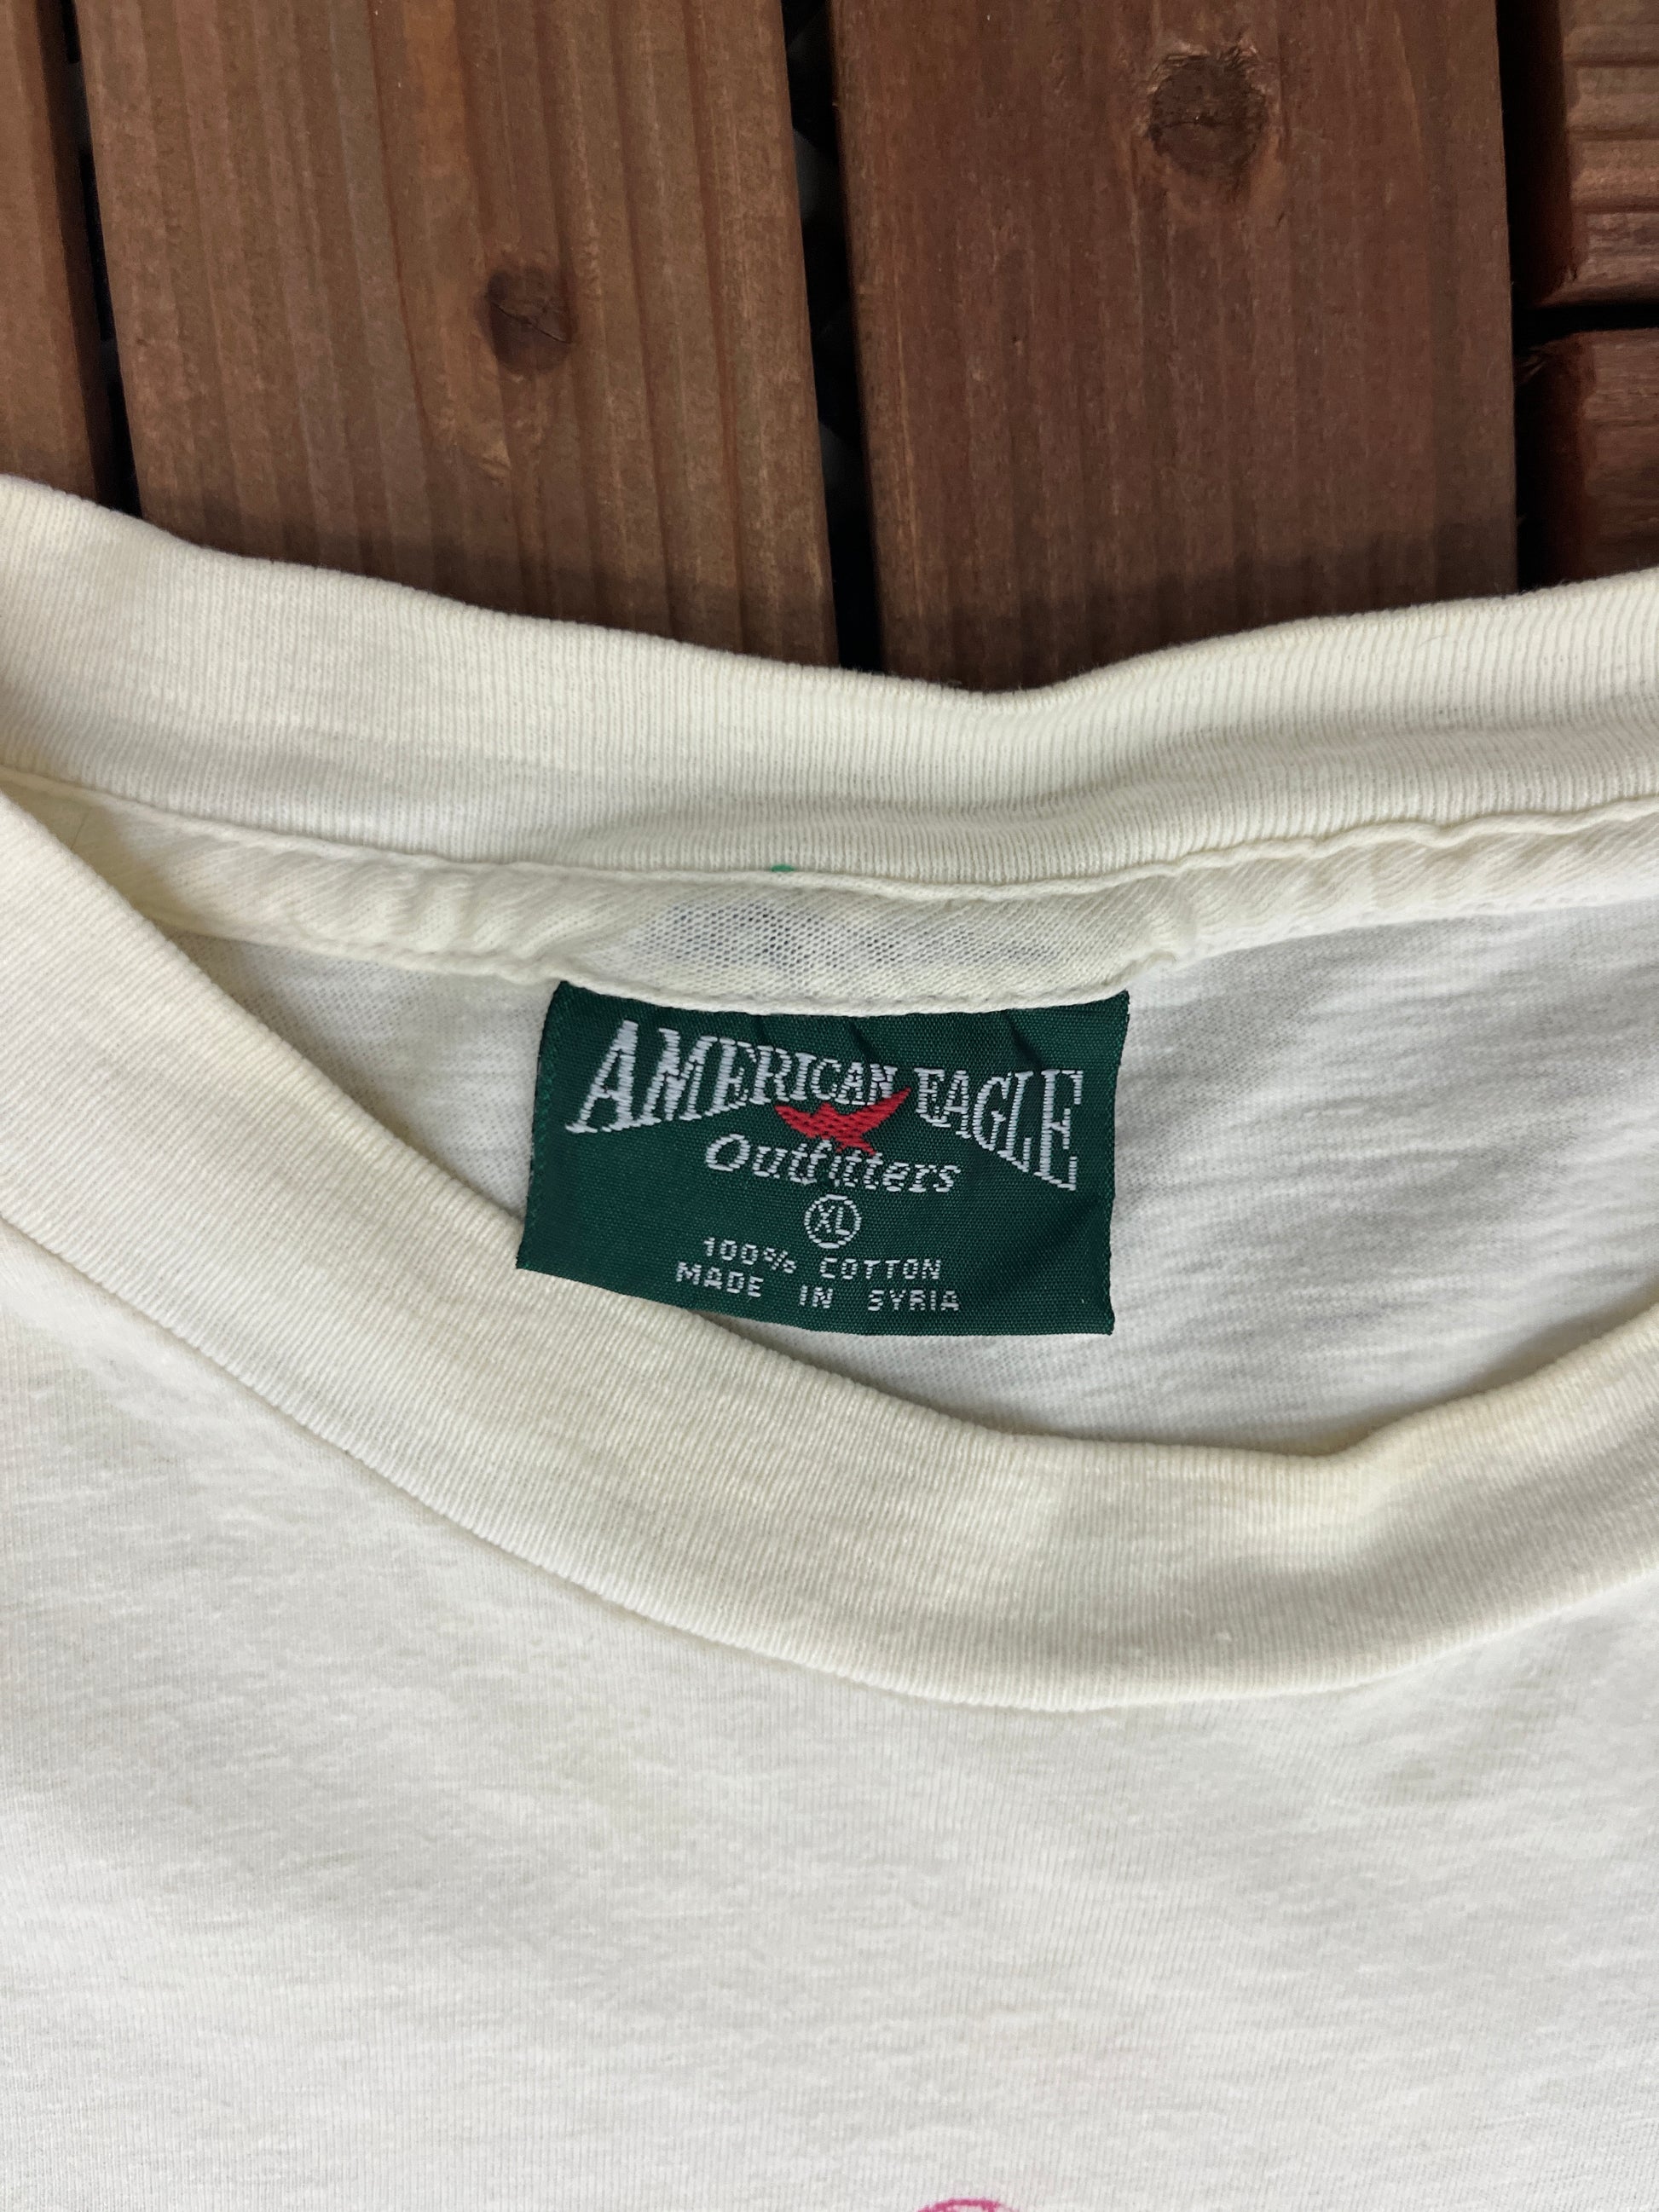 AMERICAN EAGLE
Outfitters
XL
100% COTTON
MADE IN SYRIA